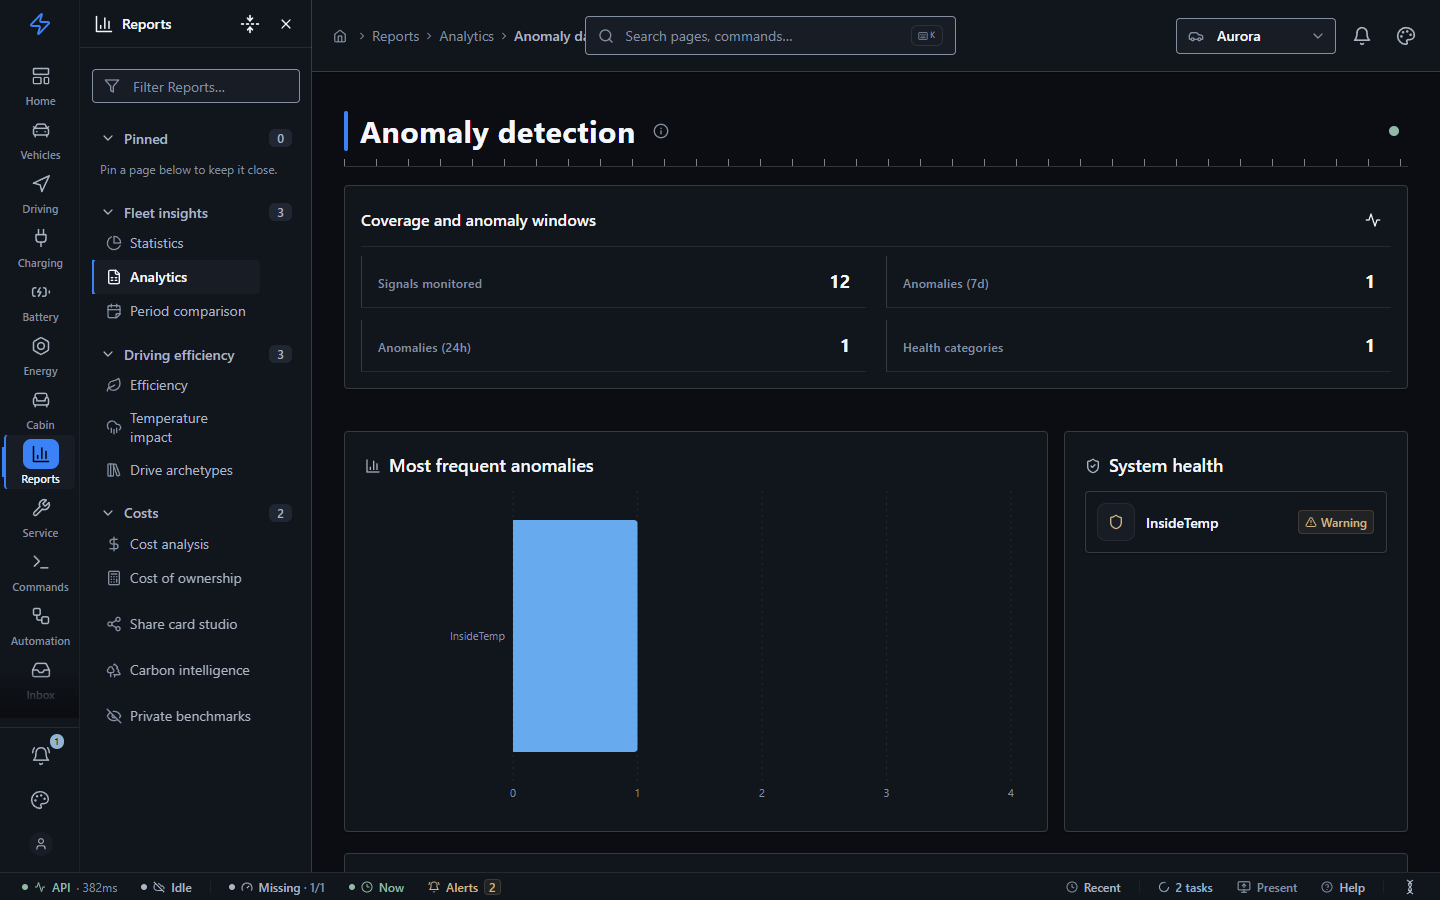 Reports
Home
Vehicles
Driving
Charging
Battery
Energy
Cabin
Reports
Service
Commands
Automation
Inbox
1
Filter Reports...
Pinned 0
Pin a page below to keep it close.
Fleet insights 3
Statistics
Analytics
Period comparison
Driving efficiency 3
Efficiency
Temperature
impact
Drive archetypes
Costs 2
Cost analysis
Cost of ownership
Share card studio
Carbon intelligence
Private benchmarks
Reports Analytics Anomaly da
Search pages, commands... K
Aurora
Anomaly detection
Coverage and anomaly windows
Signals monitored 12
Anomalies (7d) 1
Anomalies (24h) 1
Health categories 1
Most frequent anomalies
InsideTemp
0 1 2 3 4
System health
InsideTemp Warning
API · 382ms Idle Missing · 1/1 Now Alerts 2 Recent 2 tasks Present Help